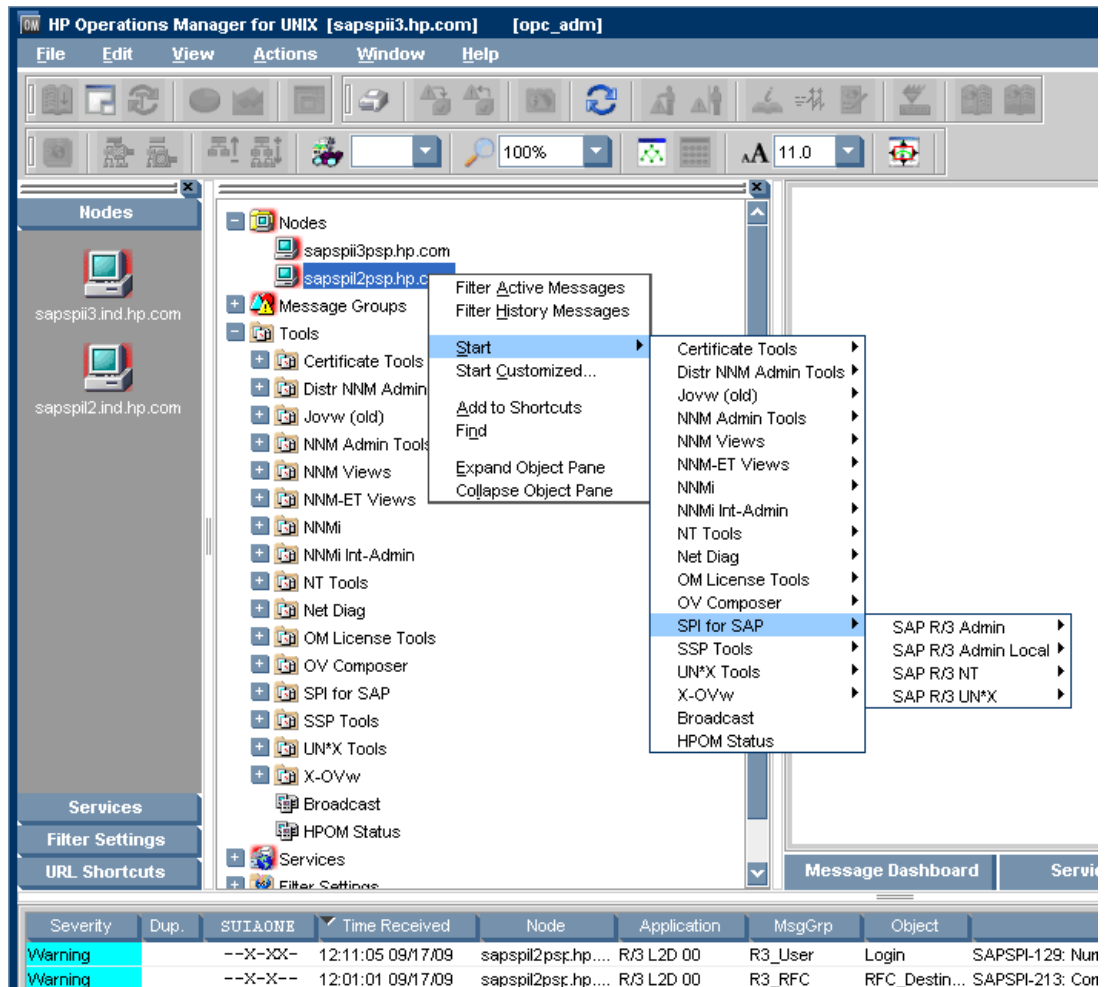 HP Operations Manager for UNIX [sapspii3.hp.com] [opc_adm]
File Edit View Actions Window Help
100%
11.0
Nodes
sapspii3.ind.hp.com
sapspil2.ind.hp.com
Services
Filter Settings
URL Shortcuts
Nodes
sapspii3psp.hp.com
sapspil2psp.hp.c
Message Groups
Tools
Certificate Tools
Distr NNM Admin
Jovw (old)
NNM Admin Tools
NNM Views
NNM-ET Views
NNMi
NNMi Int-Admin
NT Tools
Net Diag
OM License Tools
OV Composer
SPI for SAP
SSP Tools
UN*X Tools
X-OVw
Broadcast
HPOM Status
Services
Filter Settings
Filter Active Messages
Filter History Messages
Start
Start Customized...
Add to Shortcuts
Find
Expand Object Pane
Collapse Object Pane
Certificate Tools
Distr NNM Admin Tools
Jovw (old)
NNM Admin Tools
NNM Views
NNM-ET Views
NNMi
NNMi Int-Admin
NT Tools
Net Diag
OM License Tools
OV Composer
SPI for SAP
SSP Tools
UN*X Tools
X-OVw
Broadcast
HPOM Status
SAP R/3 Admin
SAP R/3 Admin Local
SAP R/3 NT
SAP R/3 UN*X
Message Dashboard Servic
Severity Dup. SUIAONE Time Received Node Application MsgGrp Object
Warning --X-XX- 12:11:05 09/17/09 sapspil2psp.hp.... R/3 L2D 00 R3_User Login SAPSPI-129: Num
Warning --X-X-- 12:01:01 09/17/09 sapspil2psp.hp.... R/3 L2D 00 R3_RFC RFC_Destin... SAPSPI-213: Con